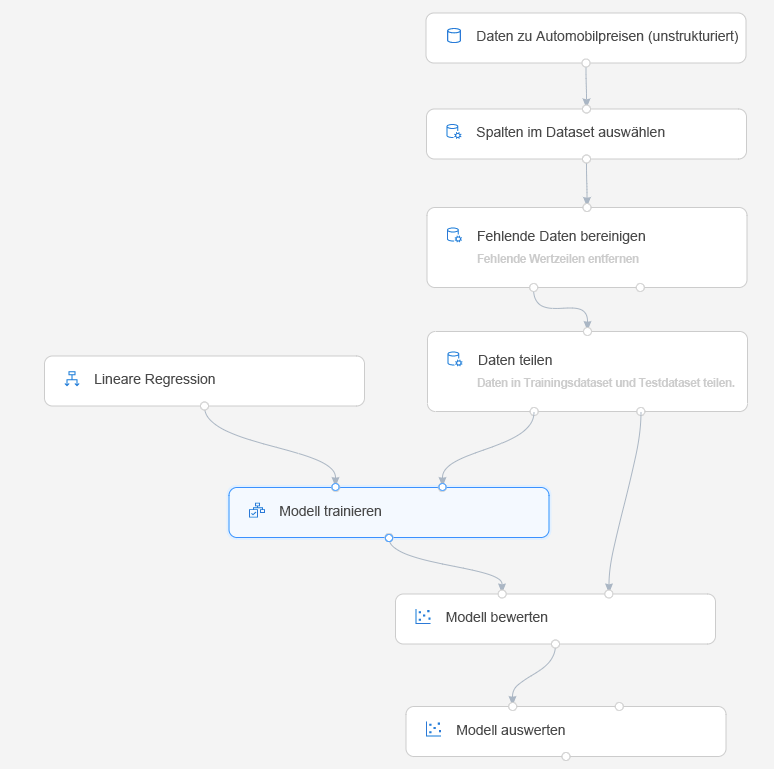 Daten zu Automobilpreisen (unstrukturiert)
Spalten im Dataset auswählen
Fehlende Daten bereinigen
Fehlende Wertzeilen entfernen
Daten teilen
Daten in Trainingsdataset und Testdataset teilen.
Lineare Regression
Modell trainieren
Modell bewerten
Modell auswerten